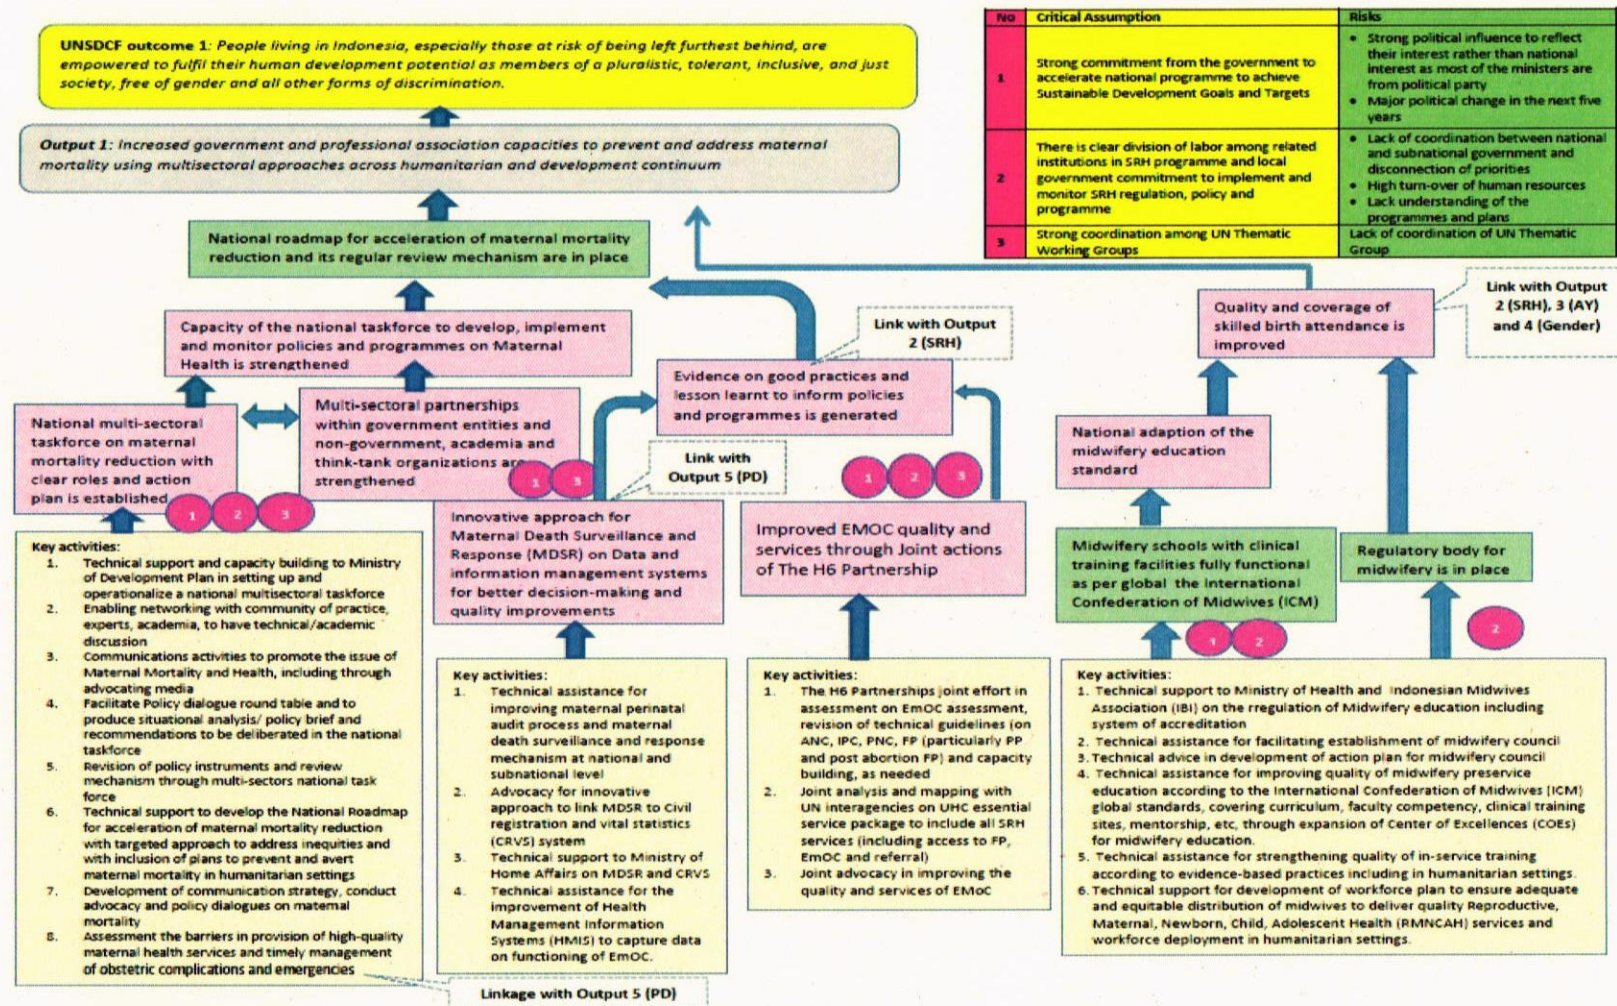 UNSDCF outcome 1: People living in Indonesia, especially those at risk of being left furthest behind, are
empowered to fulfil their human development potential as members of a pluralistic, tolerant, inclusive, and just
society, free of gender and all other forms of discrimination.
Output 1: Increased government and professional association capacities to prevent and address maternal
mortality using multisectoral approaches across humanitarian and development continuum
No
Critical Assumption
Risks
1
Strong commitment from the government to
accelerate national programme to achieve
Sustainable Development Goals and Targets
• Strong political influence to reflect
their interest rather than national
interest as most of the ministers are
from political party
• Major political change in the next five
years
2
There is clear division of labor among related
institutions in SRH programme and local
government commitment to implement and
monitor SRH regulation, policy and
programme
• Lack of coordination between national
and subnational government and
disconnection of priorities
• High turn-over of human resources
• Lack understanding of the
programmes and plans
3
Strong coordination among UN Thematic
Working Groups
Lack of coordination of UN Thematic
Group
National roadmap for acceleration of maternal mortality
reduction and its regular review mechanism are in place
Capacity of the national taskforce to develop, implement
and monitor policies and programmes on Maternal
Health is strengthened
Link with Output
2 (SRH)
Quality and coverage of
skilled birth attendance is
improved
Link with Output
2 (SRH), 3 (AY)
and 4 (Gender)
National multi-sectoral
taskforce on maternal
mortality reduction with
clear roles and action
plan is established
Multi-sectoral partnerships
within government entities and
non-government, academia and
think-tank organizations are
strengthened
Evidence on good practices and
lesson learnt to inform policies
and programmes is generated
National adaption of the
midwifery education
standard
Link with
Output 5 (PD)
1 3
1 2 3
1 2 3
Innovative approach for
Maternal Death Surveillance and
Response (MDSR) on Data and
information management systems
for better decision-making and
quality improvements
Improved EMOC quality and
services through Joint actions
of The H6 Partnership
Midwifery schools with clinical
training facilities fully functional
as per global the International
Confederation of Midwives (ICM)
Regulatory body for
midwifery is in place
3 2
2
Key activities:
1. Technical support and capacity building to Ministry
of Development Plan in setting up and
operationalize a national multisectoral taskforce
2. Enabling networking with community of practice,
experts, academia, to have technical/academic
discussion
3. Communications activities to promote the issue of
Maternal Mortality and Health, including through
advocating media
4. Facilitate Policy dialogue round table and to
produce situational analysis/ policy brief and
recommendations to be deliberated in the national
taskforce
5. Revision of policy instruments and review
mechanism through multi-sectors national task
force
6. Technical support to develop the National Roadmap
for acceleration of maternal mortality reduction
with targeted approach to address inequities and
with inclusion of plans to prevent and avert
maternal mortality in humanitarian settings
7. Development of communication strategy, conduct
advocacy and policy dialogues on maternal
mortality
8. Assessment the barriers in provision of high-quality
maternal health services and timely management
of obstetric complications and emergencies
Linkage with Output 5 (PD)
Key activities:
1. Technical assistance for
improving maternal perinatal
audit process and maternal
death surveillance and response
mechanism at national and
subnational level
2. Advocacy for innovative
approach to link MDSR to Civil
registration and vital statistics
(CRVS) system
3. Technical support to Ministry of
Home Affairs on MDSR and CRVS
4. Technical assistance for the
improvement of Health
Management Information
Systems (HMIS) to capture data
on functioning of EmOC.
Key activities:
1. The H6 Partnerships joint effort in
assessment on EmOC assessment,
revision of technical guidelines (on
ANC, IPC, PNC, FP (particularly PP
and post abortion FP) and capacity
building, as needed
2. Joint analysis and mapping with
UN interagencies on UHC essential
service package to include all SRH
services (including access to FP,
EmOC and referral)
3. Joint advocacy in improving the
quality and services of EMoC
Key activities:
1. Technical support to Ministry of Health and Indonesian Midwives
Association (IBI) on the rregulation of Midwifery education including
system of accreditation
2. Technical assistance for facilitating establishment of midwifery council
3. Technical advice in development of action plan for midwifery council
4. Technical assistance for improving quality of midwifery preservice
education according to the International Confederation of Midwives (ICM)
global standards, covering curriculum, faculty competency, clinical training
sites, mentorship, etc, through expansion of Center of Excellences (COEs)
for midwifery education.
5. Technical assistance for strengthening quality of in-service training
according to evidence-based practices including in humanitarian settings.
6. Technical support for development of workforce plan to ensure adequate
and equitable distribution of midwives to deliver quality Reproductive,
Maternal, Newborn, Child, Adolescent Health (RMNCAH) services and
workforce deployment in humanitarian settings.